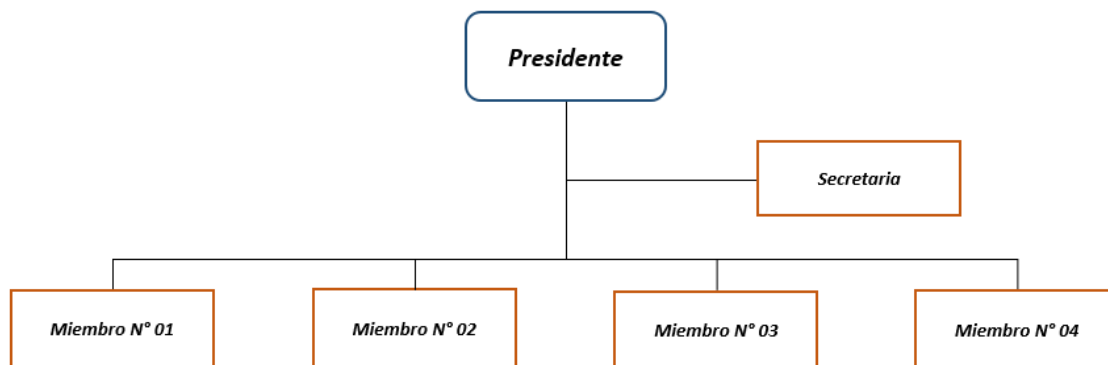 Presidente
Secretaria
Miembro N° 01
Miembro N° 02
Miembro N° 03
Miembro N° 04